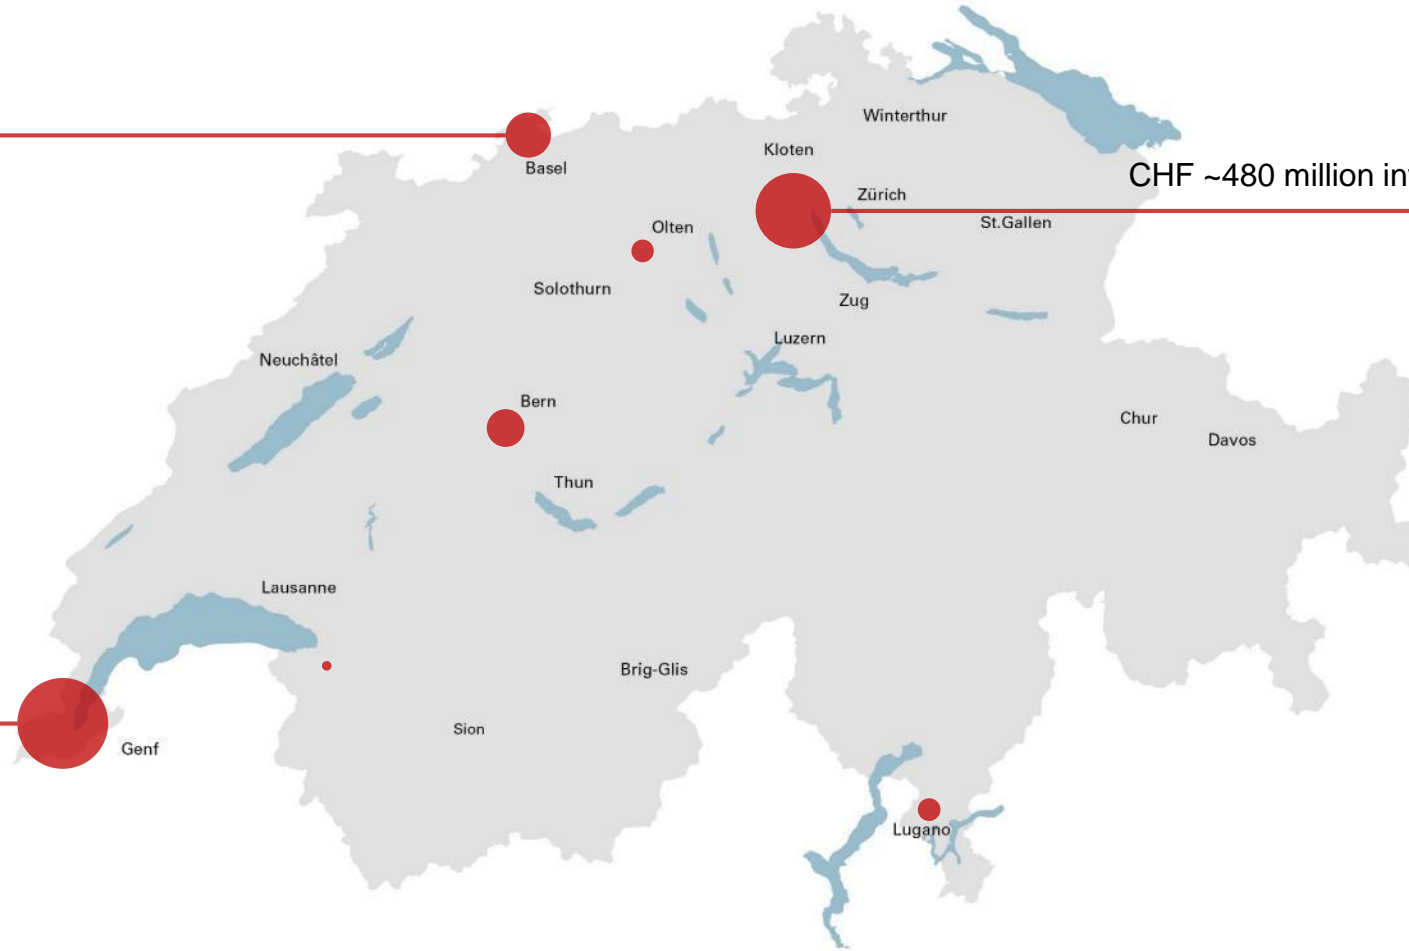 Winterthur
Kloten
Basel
CHF ~480 million in
Zürich
St.Gallen
Olten
Solothurn
Zug
Luzern
Neuchâtel
Bern
Chur
Davos
Thun
Lausanne
Brig-Glis
Sion
Genf
Lugano